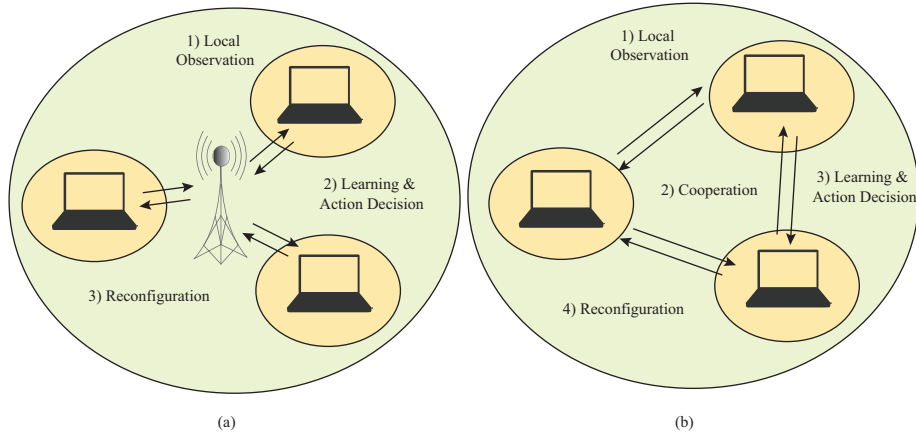 1) Local
Observation
2) Learning &
Action Decision
3) Reconfiguration
(a)
1) Local
Observation
2) Cooperation
3) Learning &
Action Decision
4) Reconfiguration
(b)